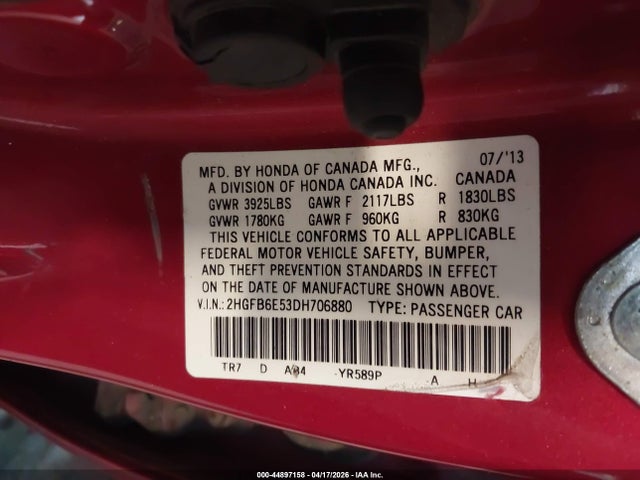 MFD. BY HONDA OF CANADA MFG., 07/'13
A DIVISION OF HONDA CANADA INC. CANADA
GVWR 3925LBS GAWR F 2117LBS R 1830LBS
GVWR 1780KG GAWR F 960KG R 830KG
THIS VEHICLE CONFORMS TO ALL APPLICABLE
FEDERAL MOTOR VEHICLE SAFETY, BUMPER,
AND THEFT PREVENTION STANDARDS IN EFFECT
ON THE DATE OF MANUFACTURE SHOWN ABOVE.
V.I.N.: 2HGFB6E53DH706880 TYPE: PASSENGER CAR
TR7 D A YR589P A H
000-44897158 - 04/17/2026 - IAA Inc.